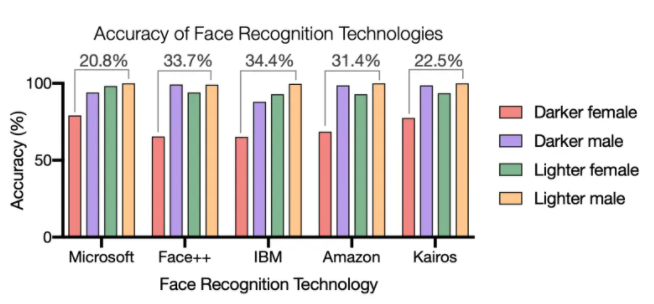 Accuracy of Face Recognition Technologies
20.8% 33.7% 34.4% 31.4% 22.5%
100
50
0
Accuracy (%)
Microsoft Face++ IBM Amazon Kairos
Face Recognition Technology
Darker female
Darker male
Lighter female
Lighter male